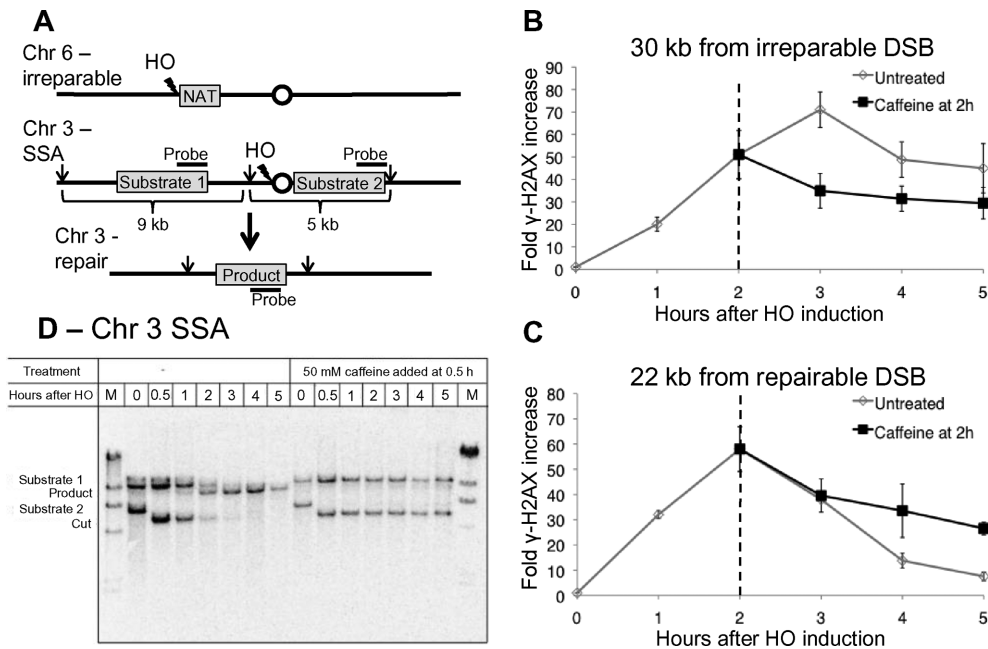 A
Chr 6 –
irreparable
HO
NAT
Chr 3 –
SSA
Probe
HO
Probe
Substrate 1
Substrate 2
9 kb
5 kb
Chr 3 -
repair
Product
Probe
B
30 kb from irreparable DSB
Untreated
Caffeine at 2h
Fold γ-H2AX increase
90
80
70
60
50
40
30
20
10
0
0 1 2 3 4 5
Hours after HO induction
C
22 kb from repairable DSB
Untreated
Caffeine at 2h
Fold γ-H2AX increase
80
70
60
50
40
30
20
10
0
0 1 2 3 4 5
Hours after HO induction
D – Chr 3 SSA
Treatment - 50 mM caffeine added at 0.5 h
Hours after HO M 0 0.5 1 2 3 4 5 0 0.5 1 2 3 4 5 M
Substrate 1
Product
Substrate 2
Cut